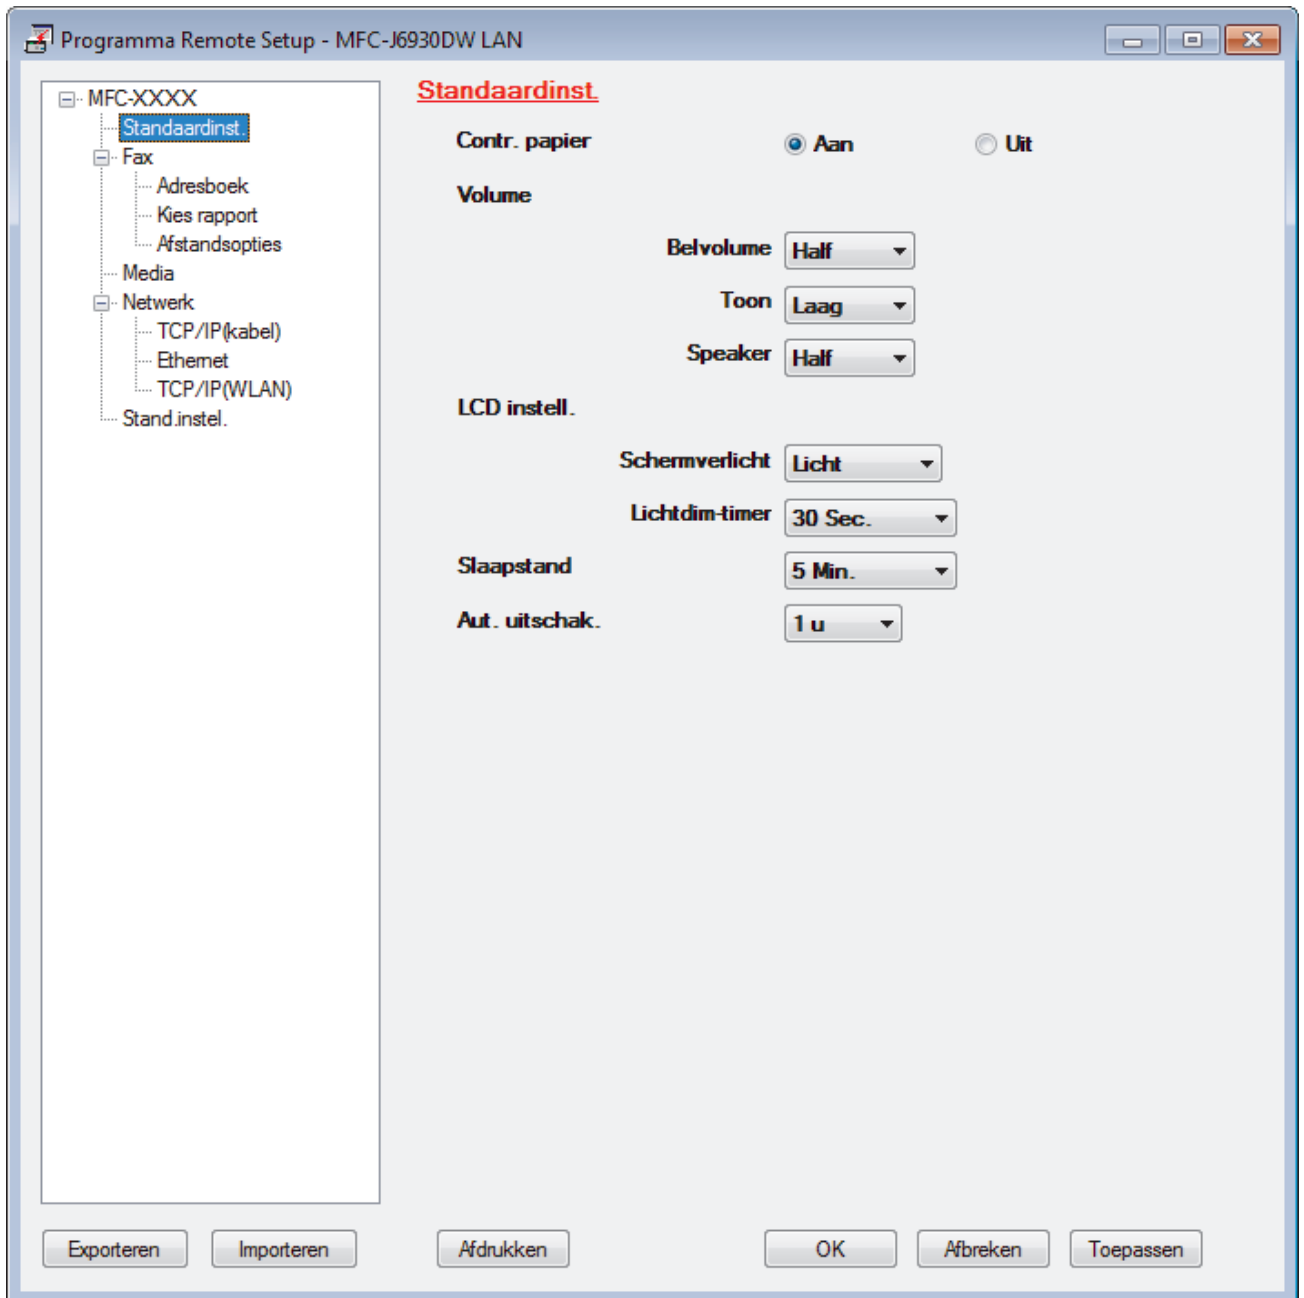 Programma Remote Setup - MFC-J6930DW LAN
MFC-XXXX
Standaardinst.
Fax
Adresboek
Kies rapport
Afstandsopties
Media
Netwerk
TCP/IP(kabel)
Ethernet
TCP/IP(WLAN)
Stand.instel.
Standaardinst.
Contr. papier Aan Uit
Volume
Belvolume Half
Toon Laag
Speaker Half
LCD instell.
Schermverlicht Licht
Lichtdim-timer 30 Sec.
Slaapstand 5 Min.
Aut. uitschak. 1 u
Exporteren Importeren Afdrukken OK Afbreken Toepassen